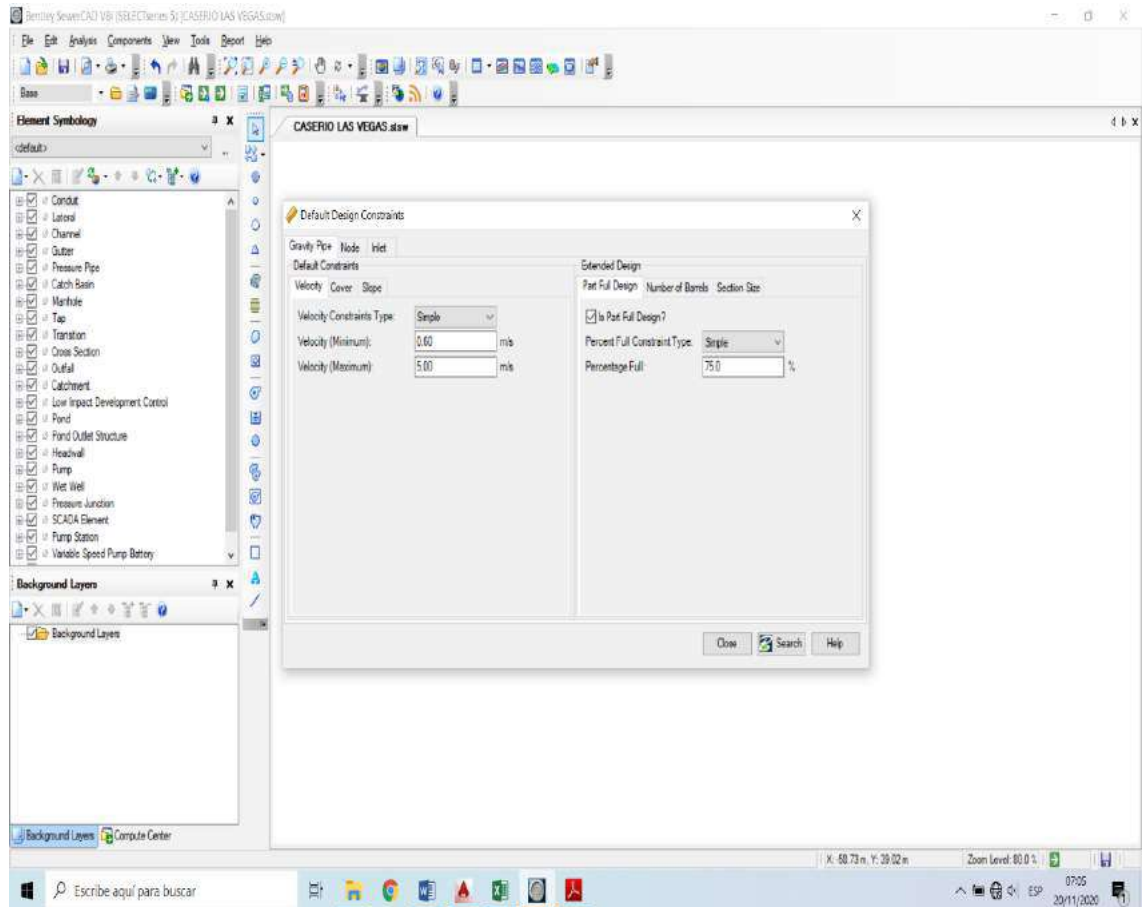 Bentley SewerCAD V8i (SELECTseries 5) [CASERIO LAS VEGAS.stsw]
File Edit Analysis Components View Tools Report Help
Base
Element Symbology
<default>
Conduit
Lateral
Channel
Gutter
Pressure Pipe
Catch Basin
Manhole
Tap
Transition
Cross Section
Outfall
Catchment
Low Impact Development Control
Pond
Pond Outlet Structure
Headwall
Pump
Wet Well
Pressure Junction
SCADA Element
Pump Station
Variable Speed Pump Battery
Background Layers
Background Layers
Background Layers Compute Center
CASERIO LAS VEGAS.stsw
Default Design Constraints
Gravity Pipe Node Inlet
Default Constraints
Velocity Cover Slope
Velocity Constraints Type: Simple
Velocity (Minimum): 0.60 m/s
Velocity (Maximum): 5.00 m/s
Extended Design
Part Full Design Number of Barrels Section Size
Is Part Full Design?
Percent Full Constraint Type: Simple
Percentage Full: 75.0 %
Close Search Help
X: -58.73 m, Y: 39.02 m Zoom Level: 80.0 %
Escribe aquí para buscar
ESP
07:05
20/11/2020